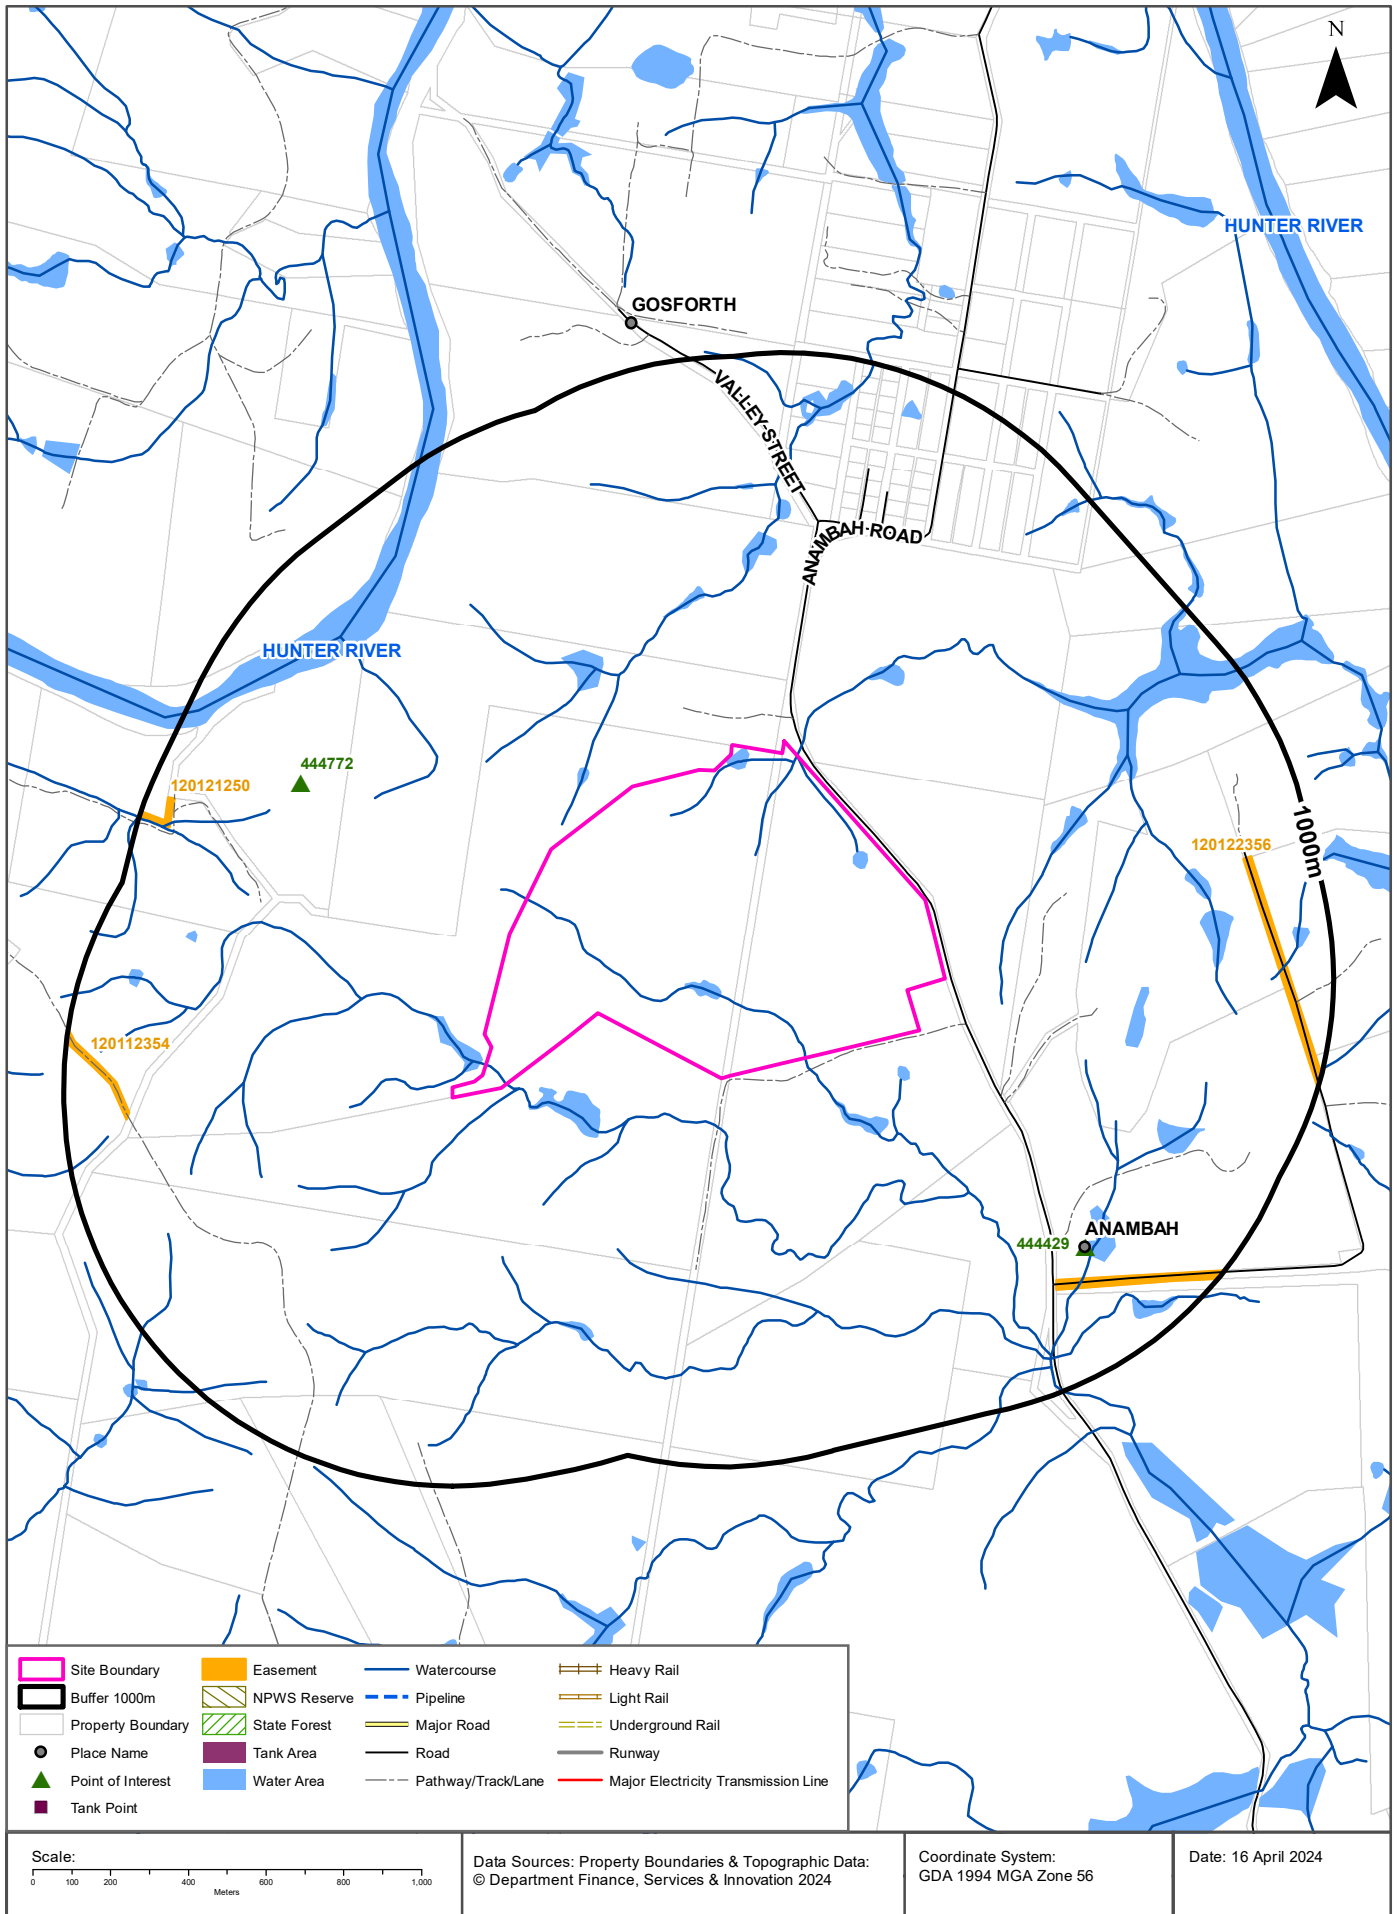 N
HUNTER RIVER
GOSFORTH
VALLEY STREET
ANAMBAH ROAD
HUNTER RIVER
444772
120121250
1000m
120122356
120112354
ANAMBAH
444429
Site Boundary
Buffer 1000m
Property Boundary
Place Name
Point of Interest
Tank Point
Easement
NPWS Reserve
State Forest
Tank Area
Water Area
Watercourse
Pipeline
Major Road
Road
Pathway/Track/Lane
Heavy Rail
Light Rail
Underground Rail
Runway
Major Electricity Transmission Line
Scale:
0 100 200 400 600 800 1,000
Meters
Data Sources: Property Boundaries & Topographic Data:
© Department Finance, Services & Innovation 2024
Coordinate System:
GDA 1994 MGA Zone 56
Date: 16 April 2024